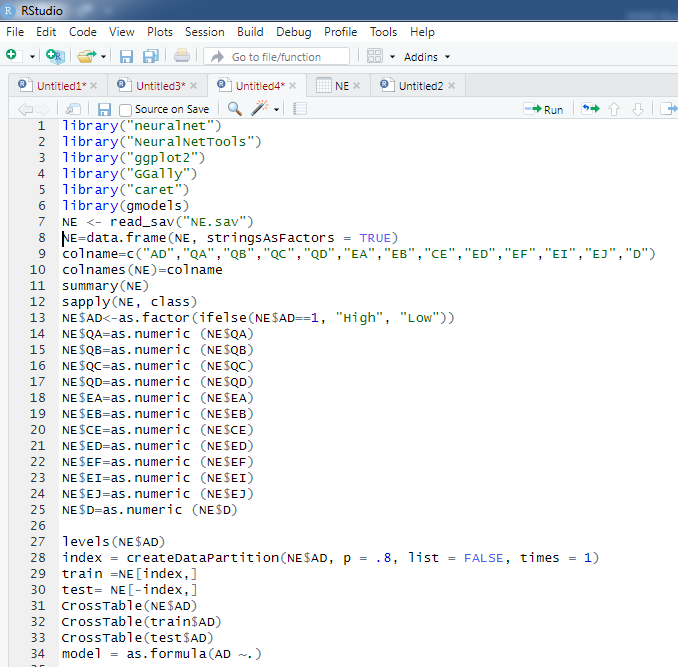 RStudio
File Edit Code View Plots Session Build Debug Profile Tools Help
Go to file/function Addins
Untitled1* Untitled3* Untitled4* NE Untitled2
Source on Save Run
1 library("neuralnet")
2 library("NeuralNetTools")
3 library("ggplot2")
4 library("GGally")
5 library("caret")
6 library(gmodels)
7 NE <- read_sav("NE.sav")
8 NE=data.frame(NE, stringsAsFactors = TRUE)
9 colname=c("AD","QA","QB","QC","QD","EA","EB","CE","ED","EF","EI","EJ","D")
10 colnames(NE)=colname
11 summary(NE)
12 sapply(NE, class)
13 NE$AD<-as.factor(ifelse(NE$AD==1, "High", "Low"))
14 NE$QA=as.numeric (NE$QA)
15 NE$QB=as.numeric (NE$QB)
16 NE$QC=as.numeric (NE$QC)
17 NE$QD=as.numeric (NE$QD)
18 NE$EA=as.numeric (NE$EA)
19 NE$EB=as.numeric (NE$EB)
20 NE$CE=as.numeric (NE$CE)
21 NE$ED=as.numeric (NE$ED)
22 NE$EF=as.numeric (NE$EF)
23 NE$EI=as.numeric (NE$EI)
24 NE$EJ=as.numeric (NE$EJ)
25 NE$D=as.numeric (NE$D)
26
27 levels(NE$AD)
28 index = createDataPartition(NE$AD, p = .8, list = FALSE, times = 1)
29 train =NE[index,]
30 test= NE[-index,]
31 CrossTable(NE$AD)
32 CrossTable(train$AD)
33 CrossTable(test$AD)
34 model = as.formula(AD ~.)